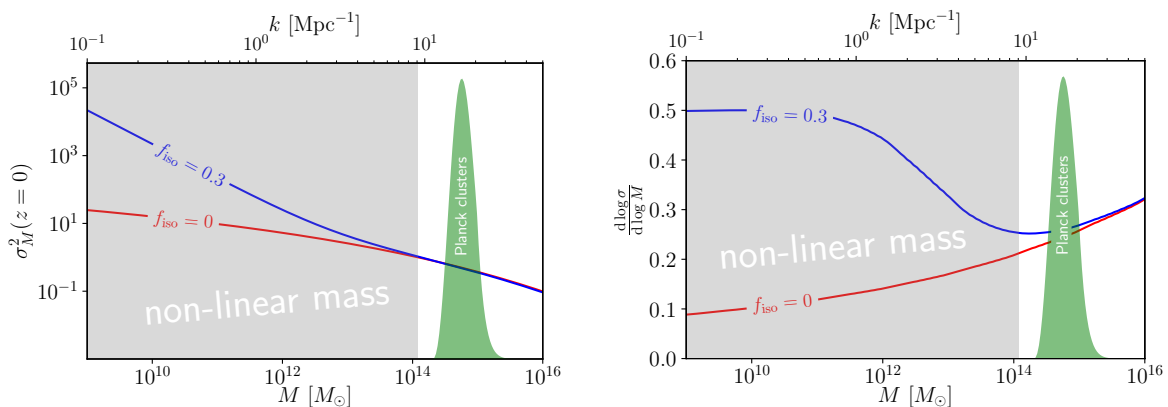 k [Mpc⁻¹]
10⁻¹ 10⁰ 10¹
10⁵
10³
10¹
10⁻¹
σ²_M(z = 0)
f_iso = 0.3
f_iso = 0
non-linear mass
Planck clusters
10¹⁰ 10¹² 10¹⁴ 10¹⁶
M [M_⊙]
k [Mpc⁻¹]
10⁻¹ 10⁰ 10¹
0.6
0.5
0.4
0.3
0.2
0.1
0.0
d log σ
d log M
f_iso = 0.3
f_iso = 0
non-linear mass
Planck clusters
10¹⁰ 10¹² 10¹⁴ 10¹⁶
M [M_⊙]